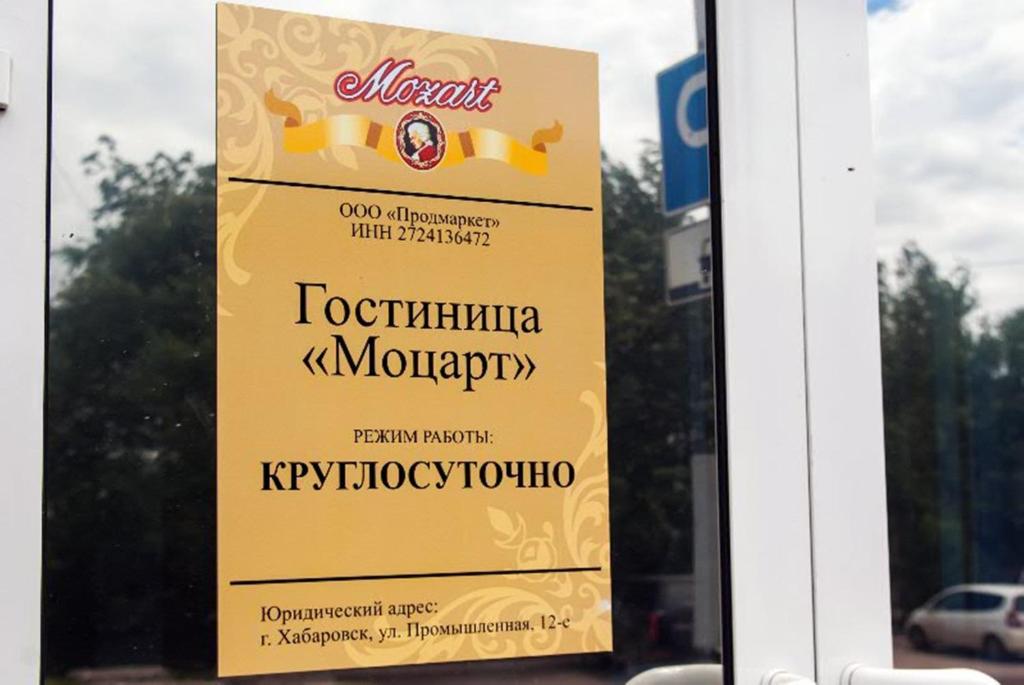 Mozart
ООО «Продмаркет»
ИНН 2724136472
Гостиница
«Моцарт»
РЕЖИМ РАБОТЫ:
КРУГЛОСУТОЧНО
Юридический адрес:
г. Хабаровск, ул. Промышленная, 12-с